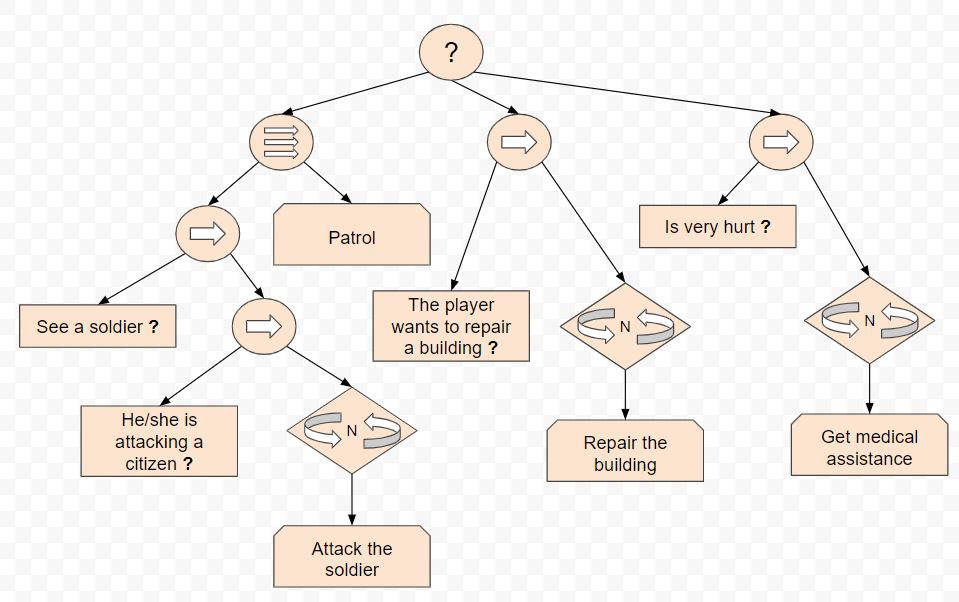 ?
Patrol
Is very hurt ?
See a soldier ?
The player
wants to repair
a building ?
N
N
He/she is
attacking a
citizen ?
N
Repair the
building
Get medical
assistance
Attack the
soldier